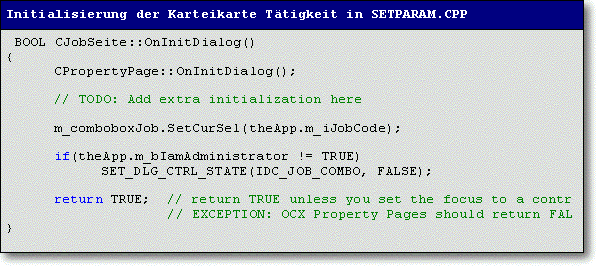 Initialisierung der Karteikarte Tätigkeit in SETPARAM.CPP
BOOL CJobSeite::OnInitDialog()
{
CPropertyPage::OnInitDialog();
// TODO: Add extra initialization here
m_comboboxJob.SetCurSel(theApp.m_iJobCode);
if(theApp.m_bIamAdministrator != TRUE)
SET_DLG_CTRL_STATE(IDC_JOB_COMBO, FALSE);
return TRUE;  // return TRUE unless you set the focus to a contr
// EXCEPTION: OCX Property Pages should return FAL
}